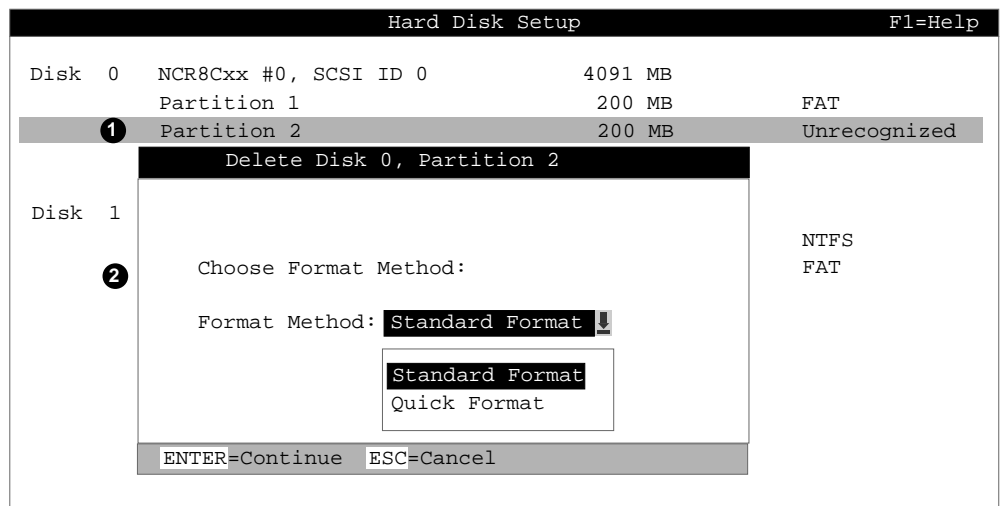 Hard Disk Setup F1=Help
Disk 0 NCR8Cxx #0, SCSI ID 0 4091 MB
Partition 1 200 MB FAT
1 Partition 2 200 MB Unrecognized
Delete Disk 0, Partition 2
Disk 1
NTFS
2 Choose Format Method: FAT
Format Method: Standard Format
Standard Format
Quick Format
ENTER=Continue ESC=Cancel